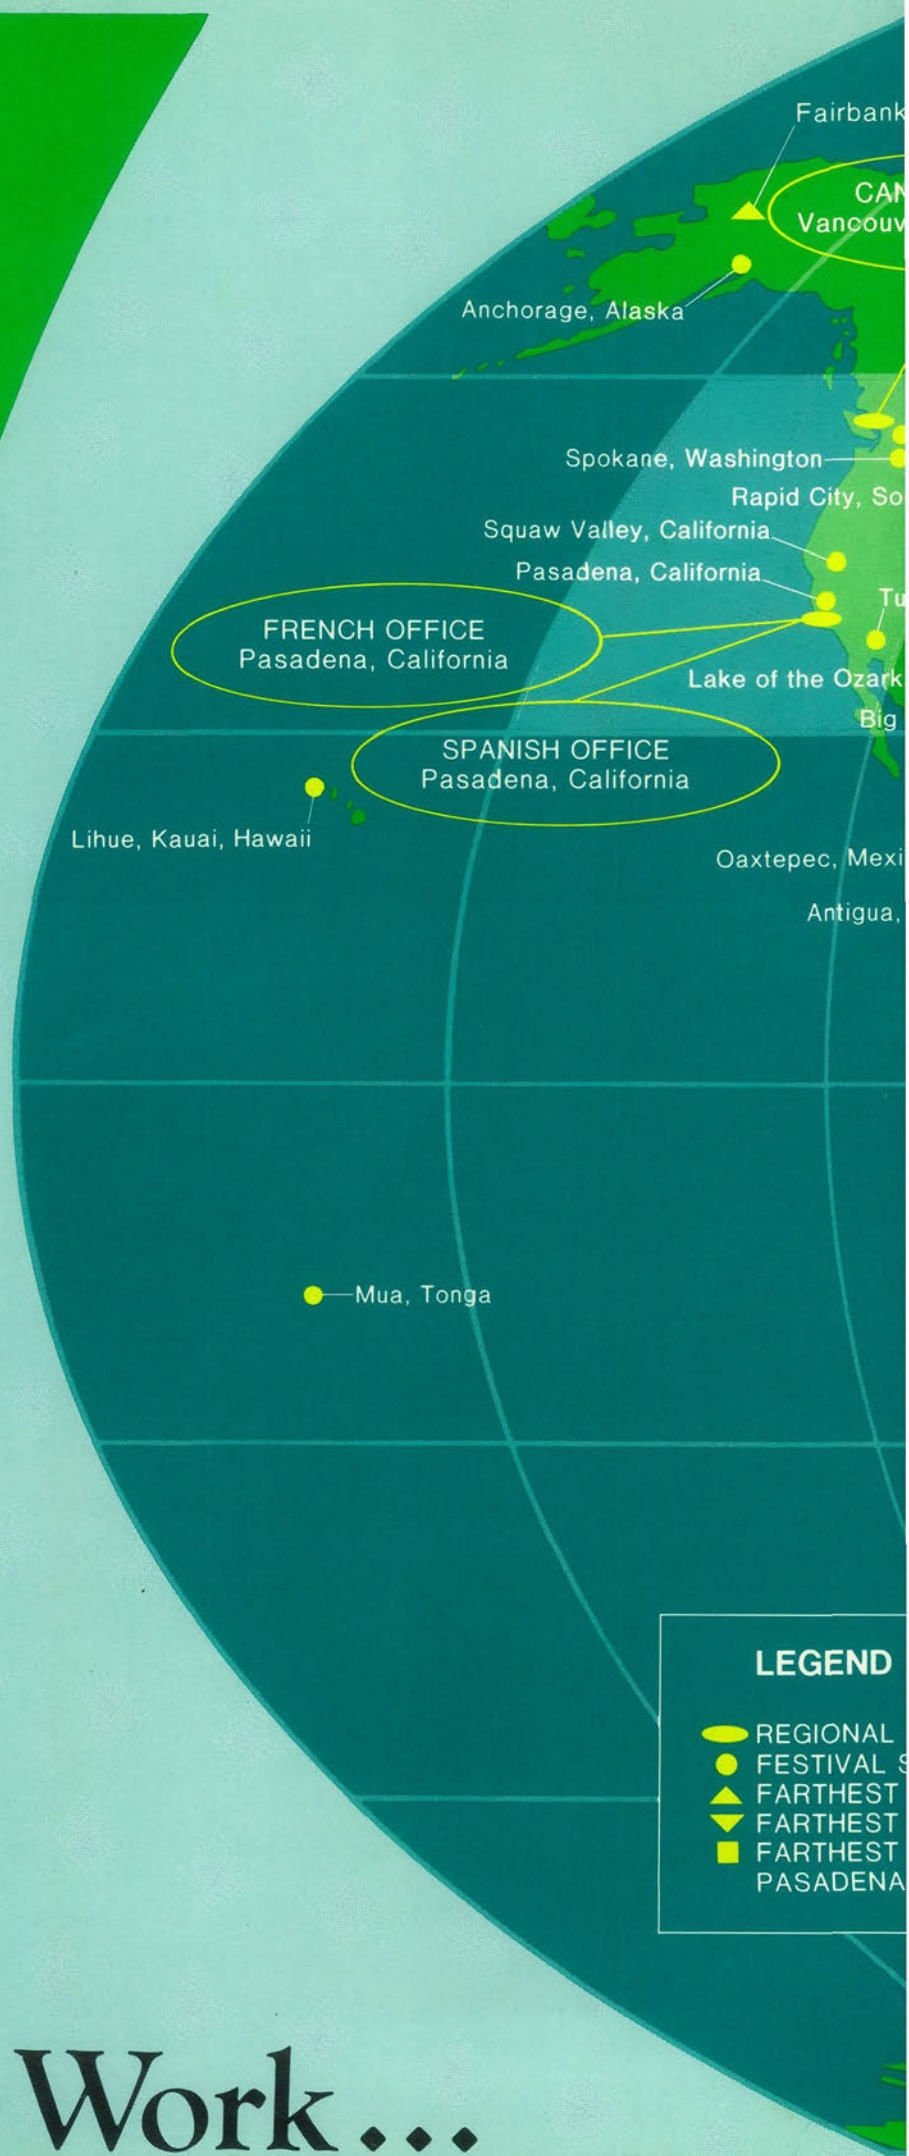 Fairbank
CAN
Vancouv
Anchorage, Alaska
Spokane, Washington
Rapid City, So
Squaw Valley, California
Pasadena, California
Tu
FRENCH OFFICE
Pasadena, California
Lake of the Ozark
Big
SPANISH OFFICE
Pasadena, California
Lihue, Kauai, Hawaii
Oaxtepec, Mexi
Antigua,
Mua, Tonga
LEGEND
REGIONAL
FESTIVAL S
FARTHEST
FARTHEST
FARTHEST
PASADENA
Work...